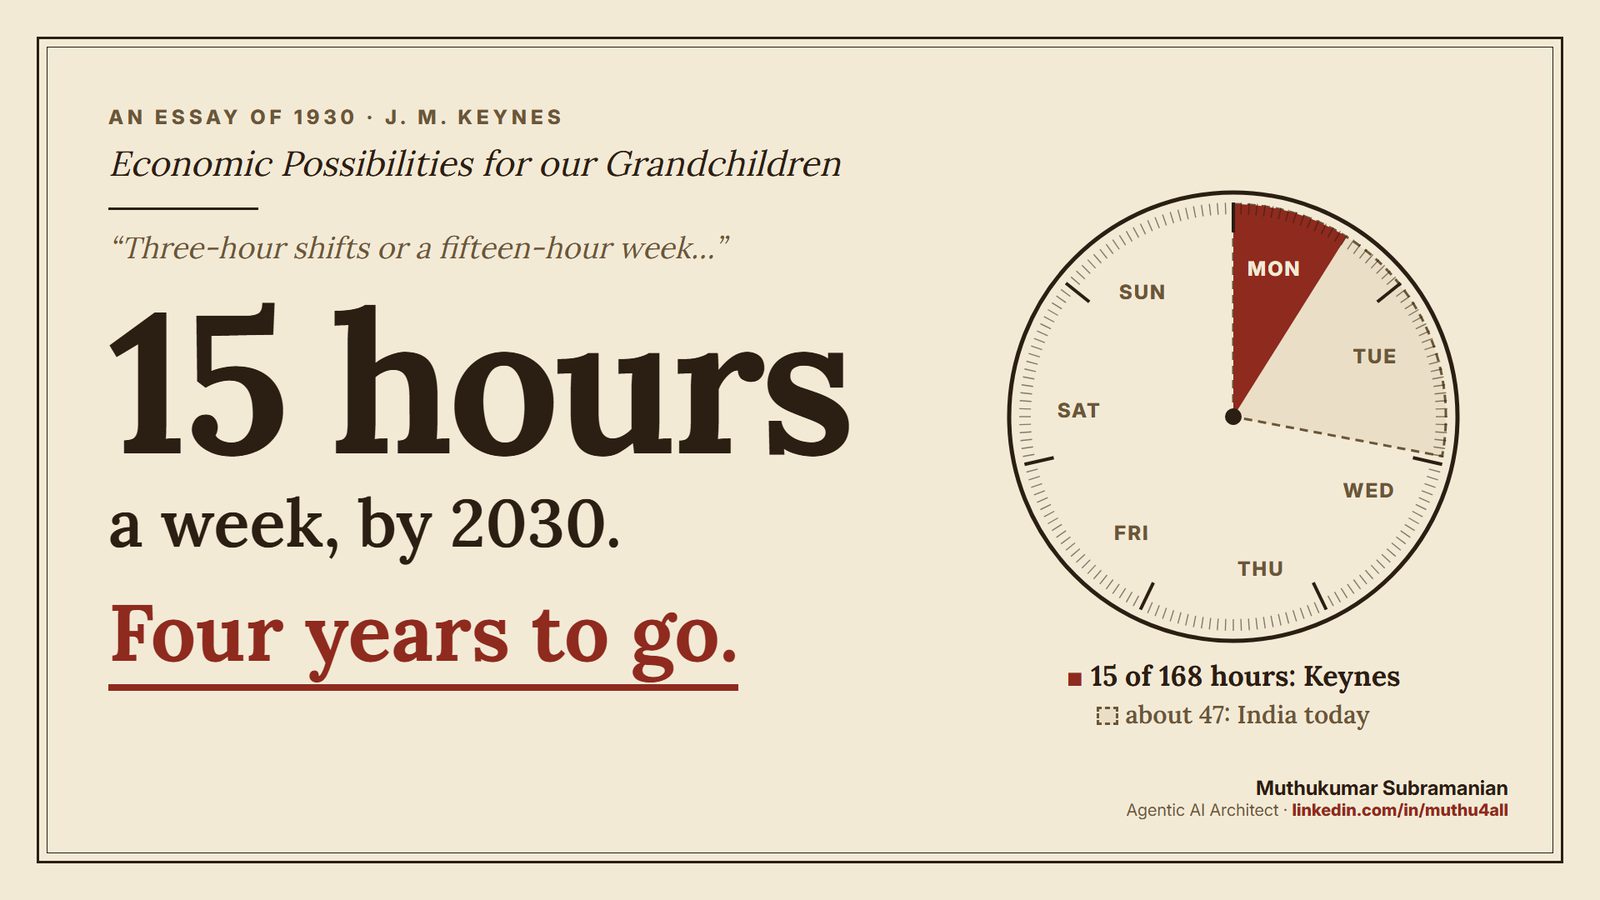 AN ESSAY OF 1930 · J. M. KEYNES
Economic Possibilities for our Grandchildren
“Three-hour shifts or a fifteen-hour week…”
15 hours
a week, by 2030.
Four years to go.
MON
TUE
WED
THU
FRI
SAT
SUN
15 of 168 hours: Keynes
about 47: India today
Muthukumar Subramanian
Agentic AI Architect · linkedin.com/in/muthu4all